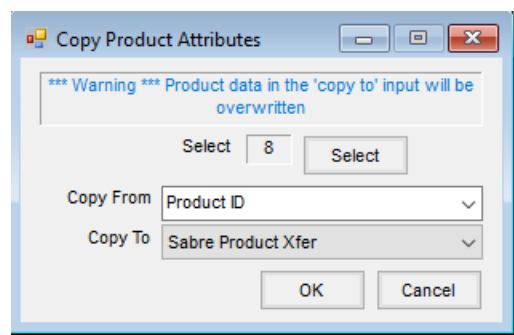 Copy Product Attributes
*** Warning *** Product data in the 'copy to' input will be
overwritten
Select 8 Select
Copy From Product ID
Copy To Sabre Product Xfer
OK Cancel